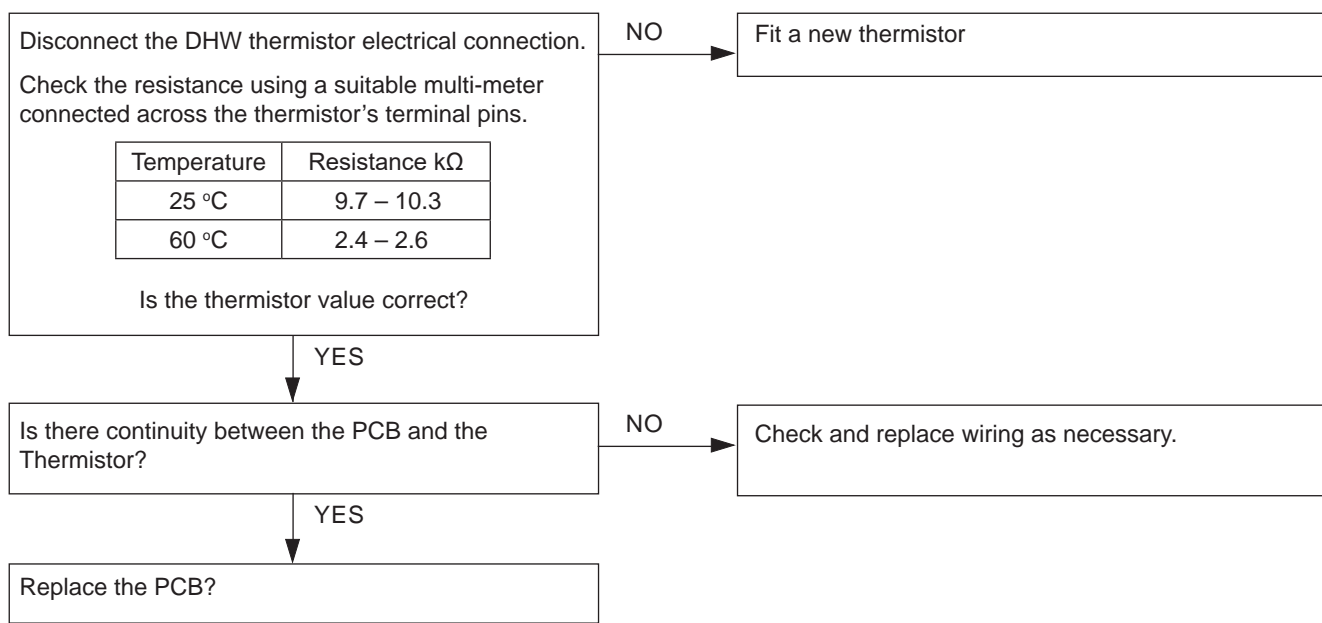 Disconnect the DHW thermistor electrical connection.
NO
Fit a new thermistor
Check the resistance using a suitable multi-meter
connected across the thermistor’s terminal pins.
Temperature Resistance kΩ
25 ºC 9.7 – 10.3
60 ºC 2.4 – 2.6
Is the thermistor value correct?
YES
Is there continuity between the PCB and the
Thermistor?
NO
Check and replace wiring as necessary.
YES
Replace the PCB?